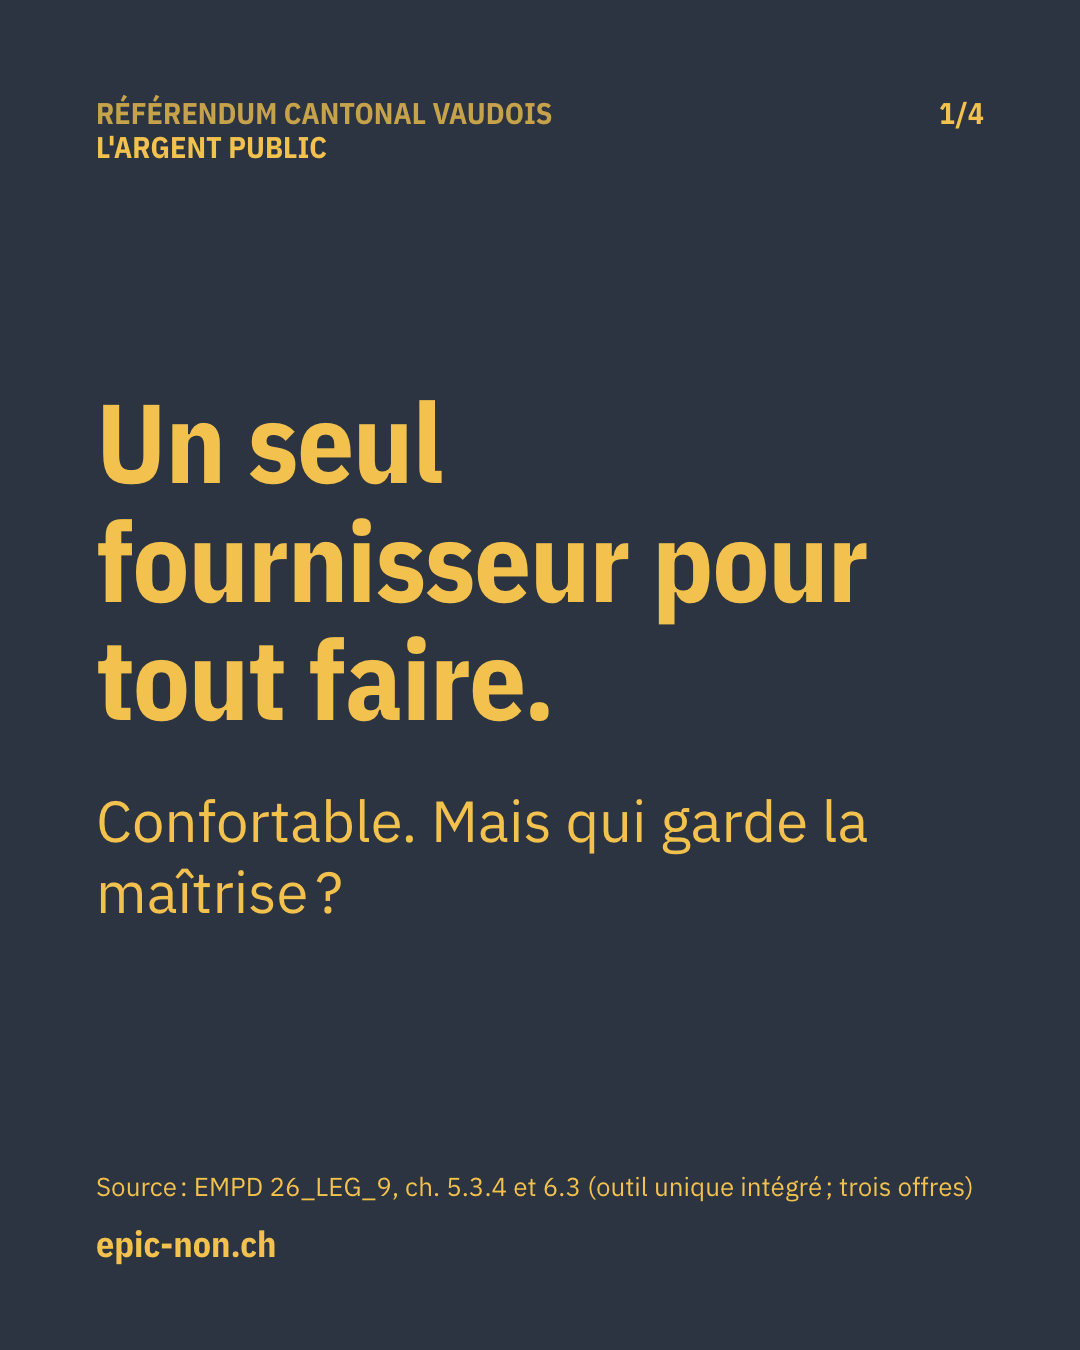 RÉFÉRENDUM CANTONAL VAUDOIS
L'ARGENT PUBLIC
1/4
Un seul
fournisseur pour
tout faire.
Confortable. Mais qui garde la
maîtrise ?
Source : EMPD 26_LEG_9, ch. 5.3.4 et 6.3 (outil unique intégré ; trois offres)
epic-non.ch